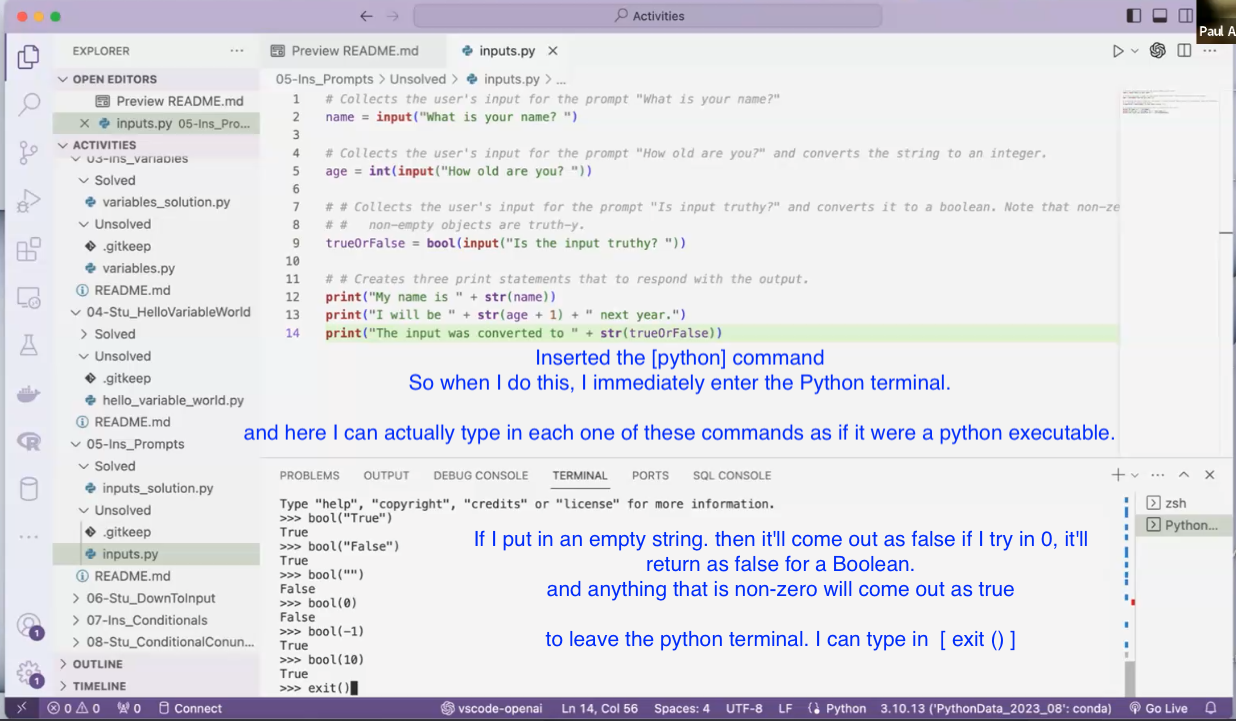 Activities
Paul A
EXPLORER
Preview README.md
inputs.py
OPEN EDITORS
Preview README.md
inputs.py 05-Ins_Pro...
ACTIVITIES
03-Ins_Variables
Solved
variables_solution.py
Unsolved
.gitkeep
variables.py
README.md
04-Stu_HelloVariableWorld
Solved
Unsolved
.gitkeep
hello_variable_world.py
README.md
05-Ins_Prompts
Solved
inputs_solution.py
Unsolved
.gitkeep
inputs.py
README.md
06-Stu_DownToInput
07-Ins_Conditionals
08-Stu_ConditionalConun...
OUTLINE
TIMELINE
05-Ins_Prompts > Unsolved > inputs.py > ...
1 # Collects the user's input for the prompt "What is your name?"
2 name = input("What is your name? ")
3
4 # Collects the user's input for the prompt "How old are you?" and converts the string to an integer.
5 age = int(input("How old are you? "))
6
7 # # Collects the user's input for the prompt "Is input truthy?" and converts it to a boolean. Note that non-ze
8 # # non-empty objects are truth-y.
9 trueOrFalse = bool(input("Is the input truthy? "))
10
11 # # Creates three print statements that to respond with the output.
12 print("My name is " + str(name))
13 print("I will be " + str(age + 1) + " next year.")
14 print("The input was converted to " + str(trueOrFalse))
Inserted the [python] command
So when I do this, I immediately enter the Python terminal.
and here I can actually type in each one of these commands as if it were a python executable.
PROBLEMS OUTPUT DEBUG CONSOLE TERMINAL PORTS SQL CONSOLE
Type "help", "copyright", "credits" or "license" for more information.
>>> bool("True")
True
>>> bool("False")
True
>>> bool("")
False
>>> bool(0)
False
>>> bool(-1)
True
>>> bool(10)
True
>>> exit()
If I put in an empty string. then it'll come out as false if I try in 0, it'll
return as false for a Boolean.
and anything that is non-zero will come out as true
to leave the python terminal. I can type in [ exit () ]
zsh
Python...
1
1
0 0 0 Connect vscode-openai Ln 14, Col 56 Spaces: 4 UTF-8 LF Python 3.10.13 ('PythonData_2023_08': conda) Go Live